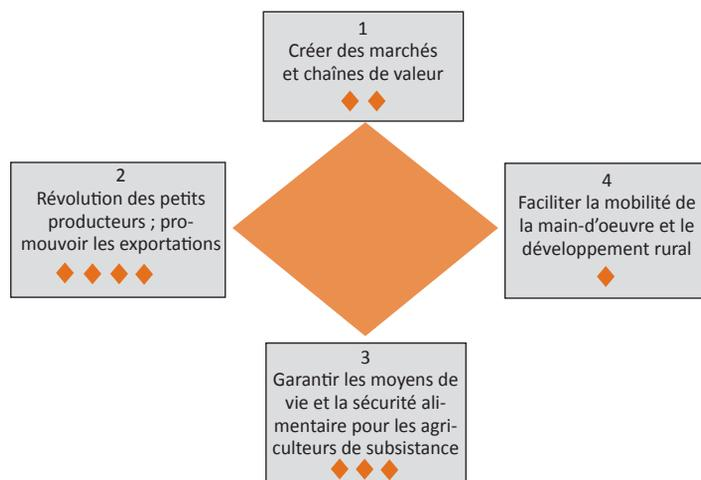 1
Créer des marchés
et chaînes de valeur
2
Révolution des petits
producteurs ; pro-
mouvoir les exportations
4
Faciliter la mobilité de
la main-d'oeuvre et le
développement rural
3
Garantir les moyens de
vie et la sécurité ali-
mentaire pour les agri-
culteurs de subsistance